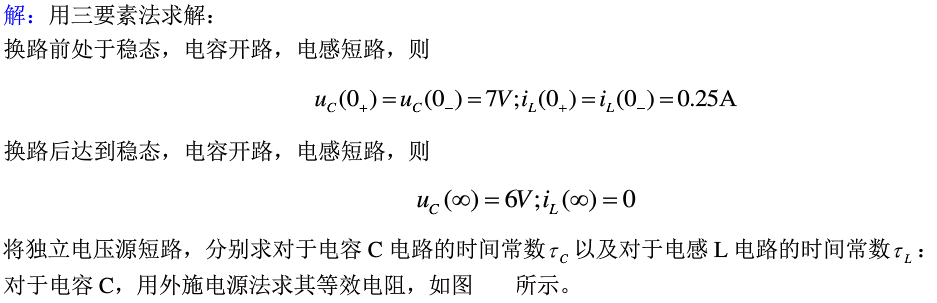 解：用三要素法求解：
换路前处于稳态，电容开路，电感短路，则
u_C(0_+) = u_C(0_−) = 7V; i_L(0_+) = i_L(0_−) = 0.25A
换路后达到稳态，电容开路，电感短路，则
u_C(∞) = 6V; i_L(∞) = 0
将独立电压源短路，分别求对于电容 C 电路的时间常数 τ_C 以及对于电感 L 电路的时间常数 τ_L：
对于电容 C，用外施电源法求其等效电阻，如图 所示。